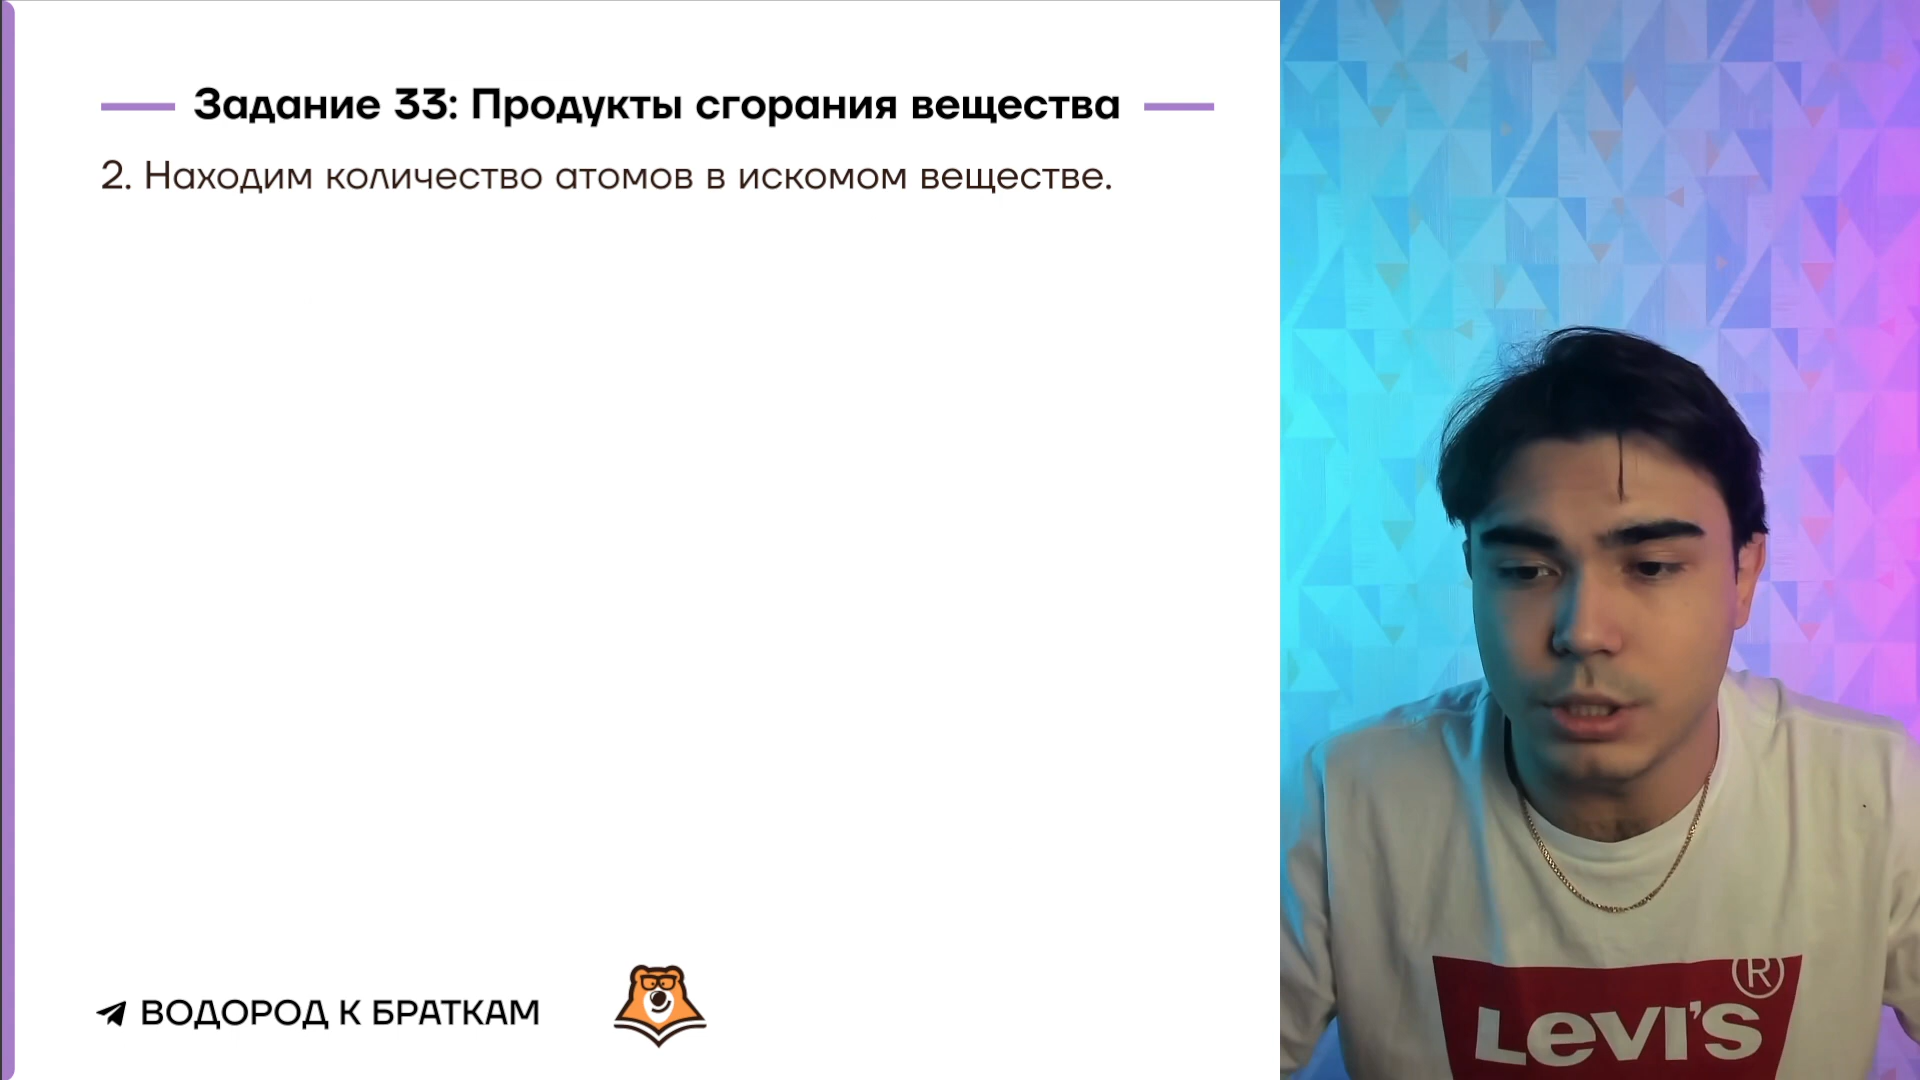 Задание 33: Продукты сгорания вещества
2. Находим количество атомов в искомом веществе.
ВОДОРОД К БРАТКАМ
®
Levi's